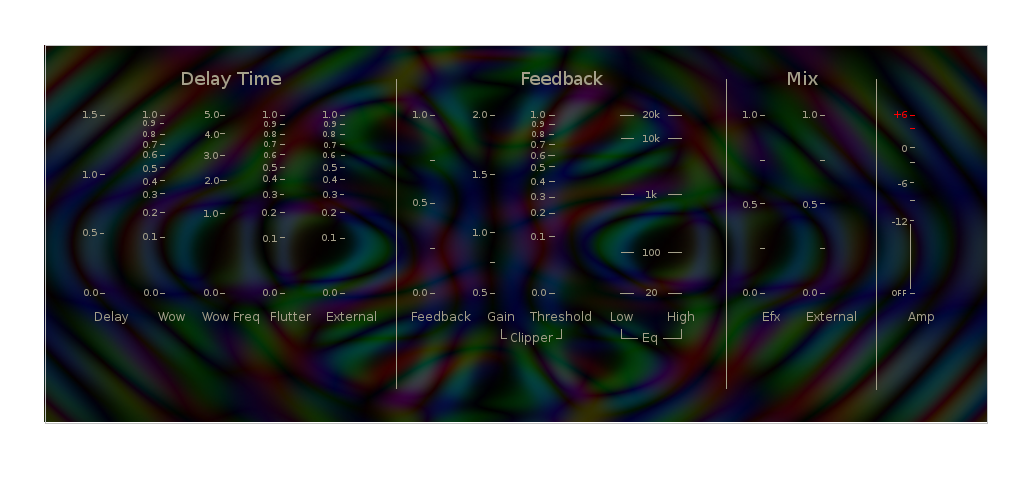 Delay Time Feedback Mix
1.5 1.0 5.0 1.0 1.0 1.0 2.0 1.0 20k 1.0 1.0 +6
0.9 0.9 0.9 0.9
0.8 4.0 0.8 0.8 0.8 10k
0.7 0.7 0.7 0.7 0
0.6 3.0 0.6 0.6 0.6
0.5 0.5 0.5 0.5
1.0 1.5
0.4 2.0 0.4 0.4 0.4 -6
0.3 0.3 0.3 0.3 1k
0.5 0.5 0.5
0.2 1.0 0.2 0.2 0.2 -12
0.5 0.1 0.1 0.1 1.0 0.1
100
0.0 0.0 0.0 0.0 0.0 0.0 0.5 0.0 20 0.0 0.0 OFF
Delay Wow Wow Freq Flutter External Feedback Gain Threshold Low High Efx External Amp
Clipper Eq